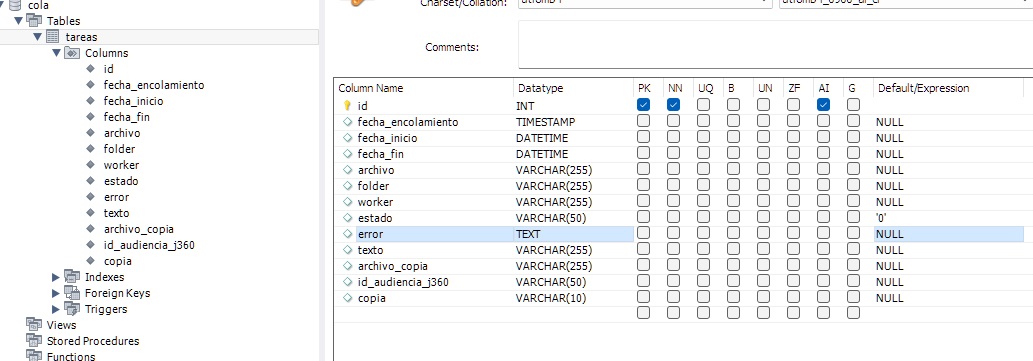 cola
Tables
tareas
Columns
id
fecha_encolamiento
fecha_inicio
fecha_fin
archivo
folder
worker
estado
error
texto
archivo_copia
id_audiencia_j360
copia
Indexes
Foreign Keys
Triggers
Views
Stored Procedures
Functions
Charset/Collation:
Comments:
Column Name Datatype PK NN UQ B UN ZF AI G Default/Expression
id INT
fecha_encolamiento TIMESTAMP NULL
fecha_inicio DATETIME NULL
fecha_fin DATETIME NULL
archivo VARCHAR(255) NULL
folder VARCHAR(255) NULL
worker VARCHAR(255) NULL
estado VARCHAR(50) '0'
error TEXT NULL
texto VARCHAR(255) NULL
archivo_copia VARCHAR(255) NULL
id_audiencia_j360 VARCHAR(50) NULL
copia VARCHAR(10) NULL